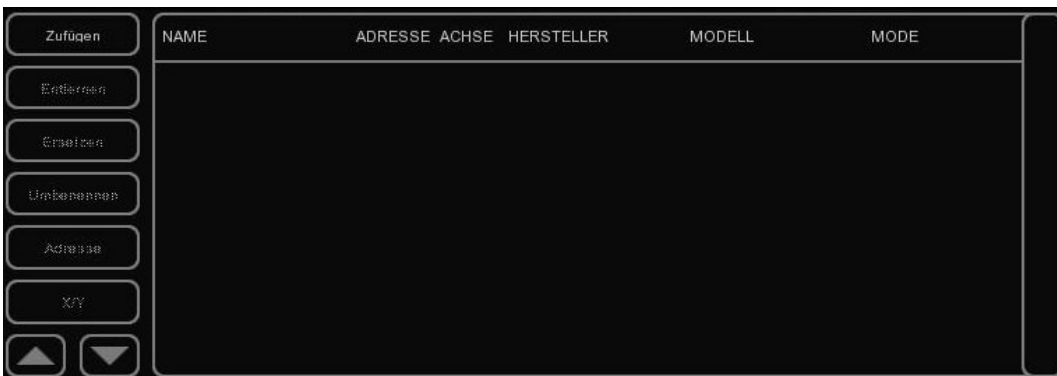 Zufügen
NAME ADRESSE ACHSE HERSTELLER MODELL MODE
Entfernen
Ersetzen
Umbenennen
Adresse
X/Y